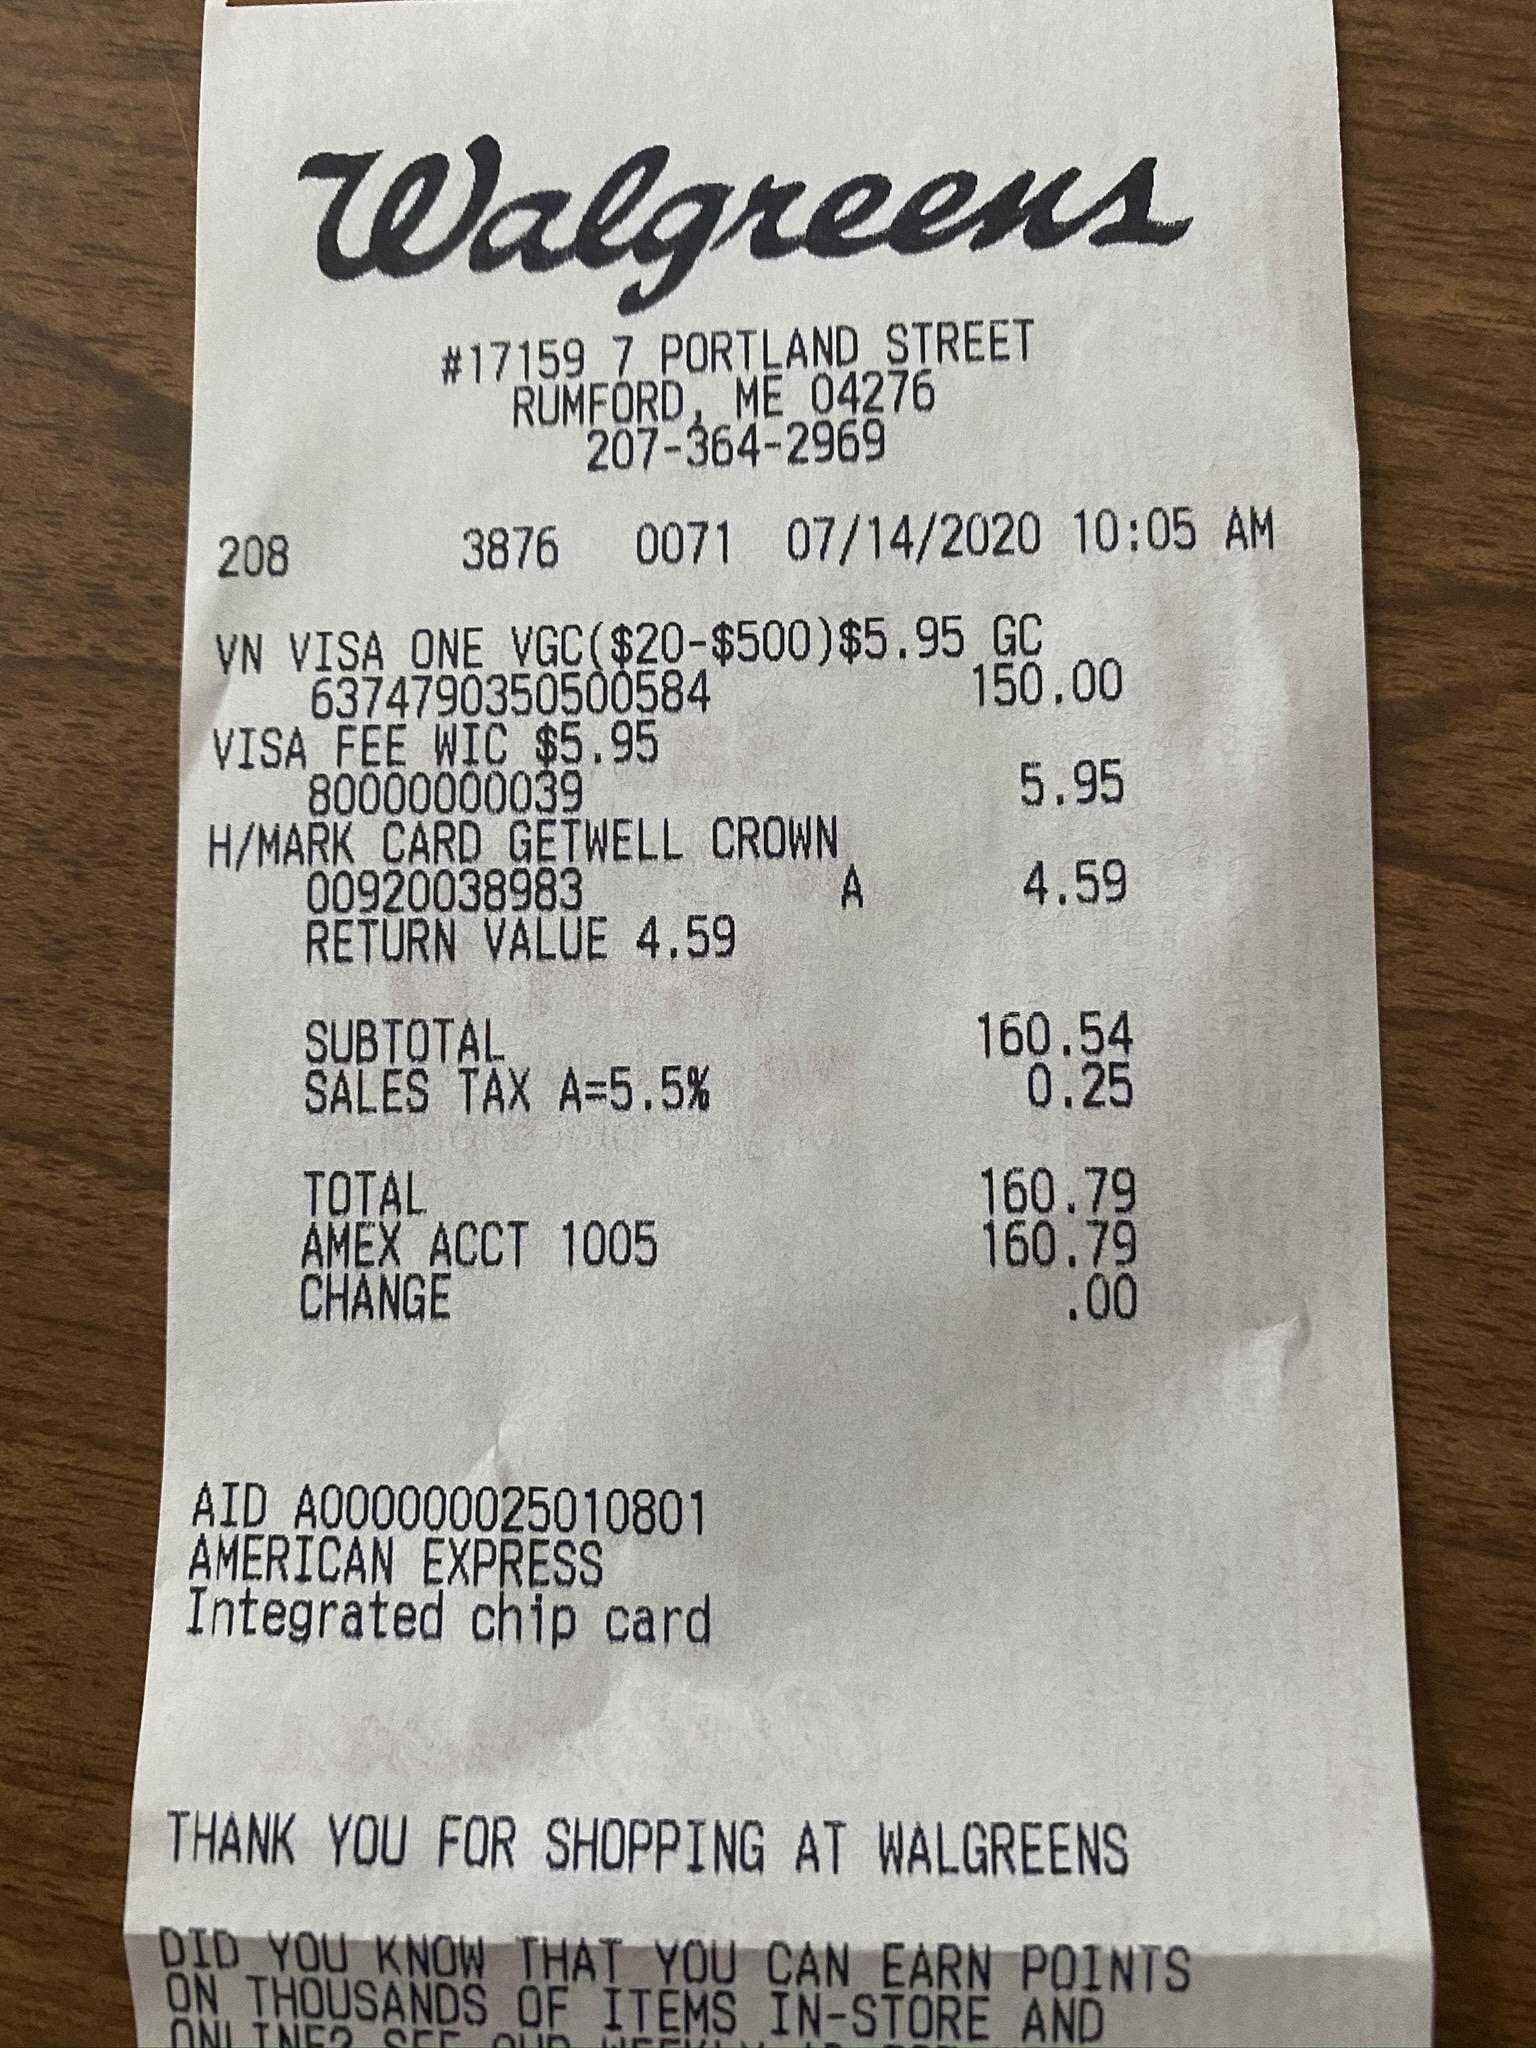 Walgreens
#17159 7 PORTLAND STREET
RUMFORD, ME 04276
207-364-2969
208 3876 0071 07/14/2020 10:05 AM
VN VISA ONE VGC($20-$500)$5.95 GC
6374790350500584 150.00
VISA FEE WIC $5.95
80000000039 5.95
H/MARK CARD GETWELL CROWN
00920038983 A 4.59
RETURN VALUE 4.59
SUBTOTAL 160.54
SALES TAX A=5.5% 0.25
TOTAL 160.79
AMEX ACCT 1005 160.79
CHANGE .00
AID A000000025010801
AMERICAN EXPRESS
Integrated chip card
THANK YOU FOR SHOPPING AT WALGREENS
DID YOU KNOW THAT YOU CAN EARN POINTS
ON THOUSANDS OF ITEMS IN-STORE AND
ONLINE? SEE OUR WEEKLY